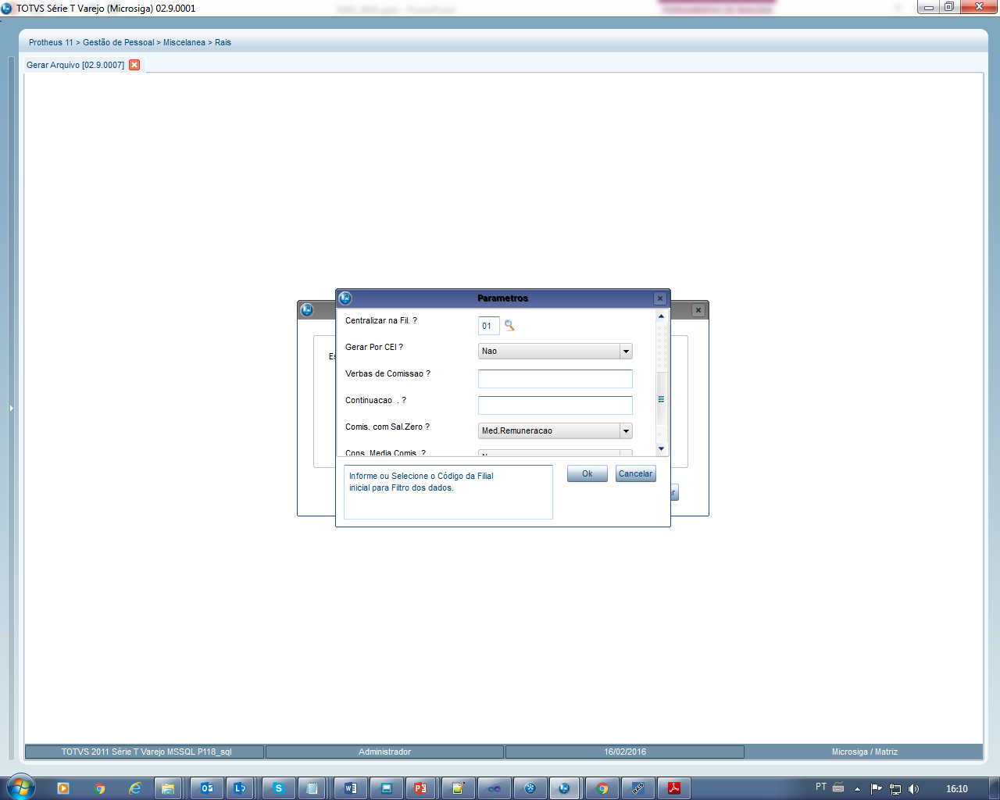 TOTVS Série T Varejo (Microsiga) 02.9.0001
Protheus 11 > Gestão de Pessoal > Miscelanea > Rais
Gerar Arquivo [02.9.0007]
Parametros
Centralizar na Fil. ?
01
Gerar Por CEI ?
Nao
Verbas de Comissao ?
Continuacao . ?
Comis. com Sal.Zero ?
Med.Remuneracao
Cons. Media Comis. ?
Informe ou Selecione o Código da Filial
inicial para Filtro dos dados.
Ok
Cancelar
TOTVS 2011 Série T Varejo MSSQL P118_sql
Administrador
16/02/2016
Microsiga / Matriz
PT
16:10